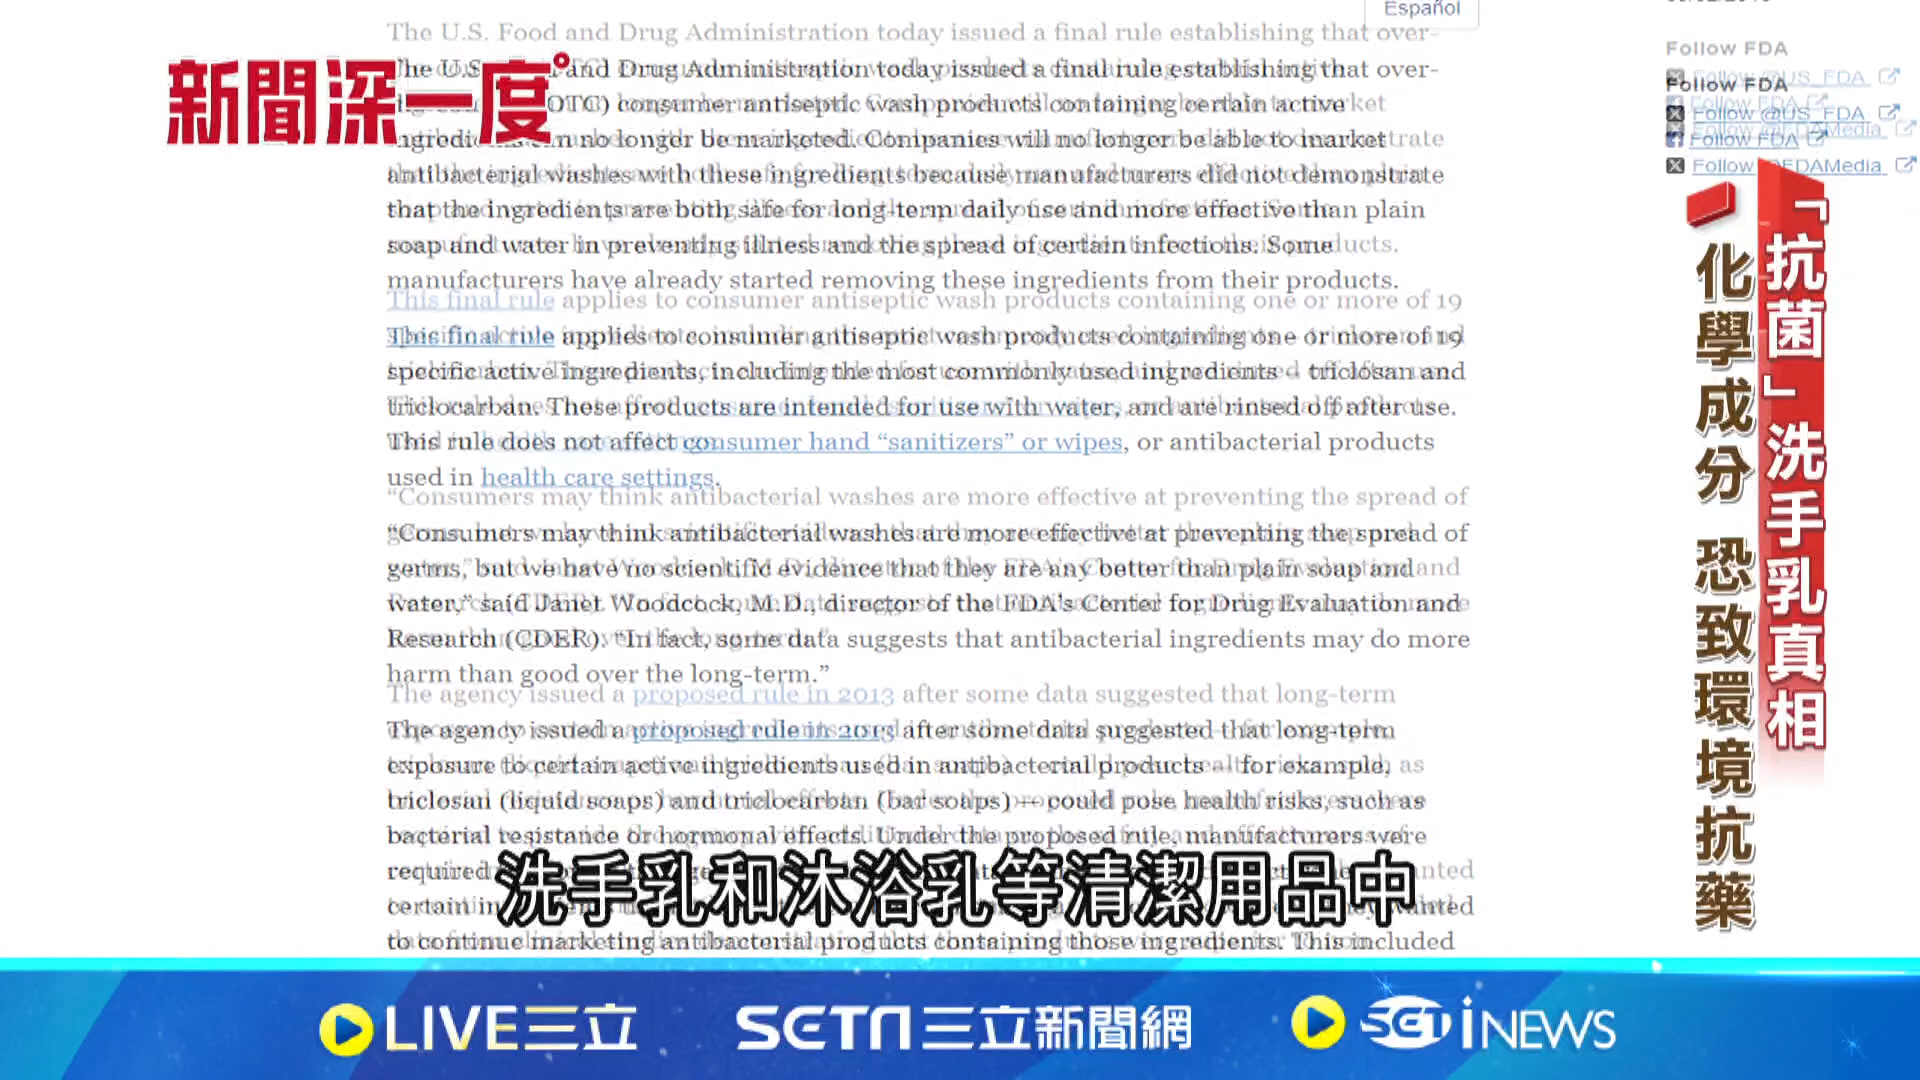 Español
The U.S. Food and Drug Administration today issued a final rule establishing that over-
(OTC) consumer antiseptic wash products containing certain active
no longer be marketed. Companies will no longer be able to market
antibacterial washes with these ingredients because manufacturers did not demonstrate
that the ingredients are both safe for long-term daily use and more effective than plain
soap and water in preventing illness and the spread of certain infections. Some
manufacturers have already started removing these ingredients from their products.
This final rule applies to consumer antiseptic wash products containing one or more of 19
specific active ingredients, including the most commonly used ingredients – triclosan and
triclocarban. These products are intended for use with water, and are rinsed off after use.
This rule does not affect consumer hand “sanitizers” or wipes, or antibacterial products
used in health care settings.
“Consumers may think antibacterial washes are more effective at preventing the spread of
germs, but we have no scientific evidence that they are any better than plain soap and
water,” said Janet Woodcock, M.D., director of the FDA’s Center for Drug Evaluation and
Research (CDER). “In fact, some data suggests that antibacterial ingredients may do more
harm than good over the long-term.”
The agency issued a proposed rule in 2013 after some data suggested that long-term
exposure to certain active ingredients used in antibacterial products — for example,
triclosan (liquid soaps) and triclocarban (bar soaps) — could pose health risks, such as
bacterial resistance or hormonal effects. Under the proposed rule, manufacturers were
required
certain in
to continue marketing antibacterial products containing those ingredients. This included
Follow FDA
Follow @US_FDA
Follow FDA
Follow @FDAMedia
新聞深一度°
「抗菌」洗手乳真相
化學成分 恐致環境抗藥
洗手乳和沐浴乳等清潔用品中
LIVE三立
SETN三立新聞網
SET iNEWS